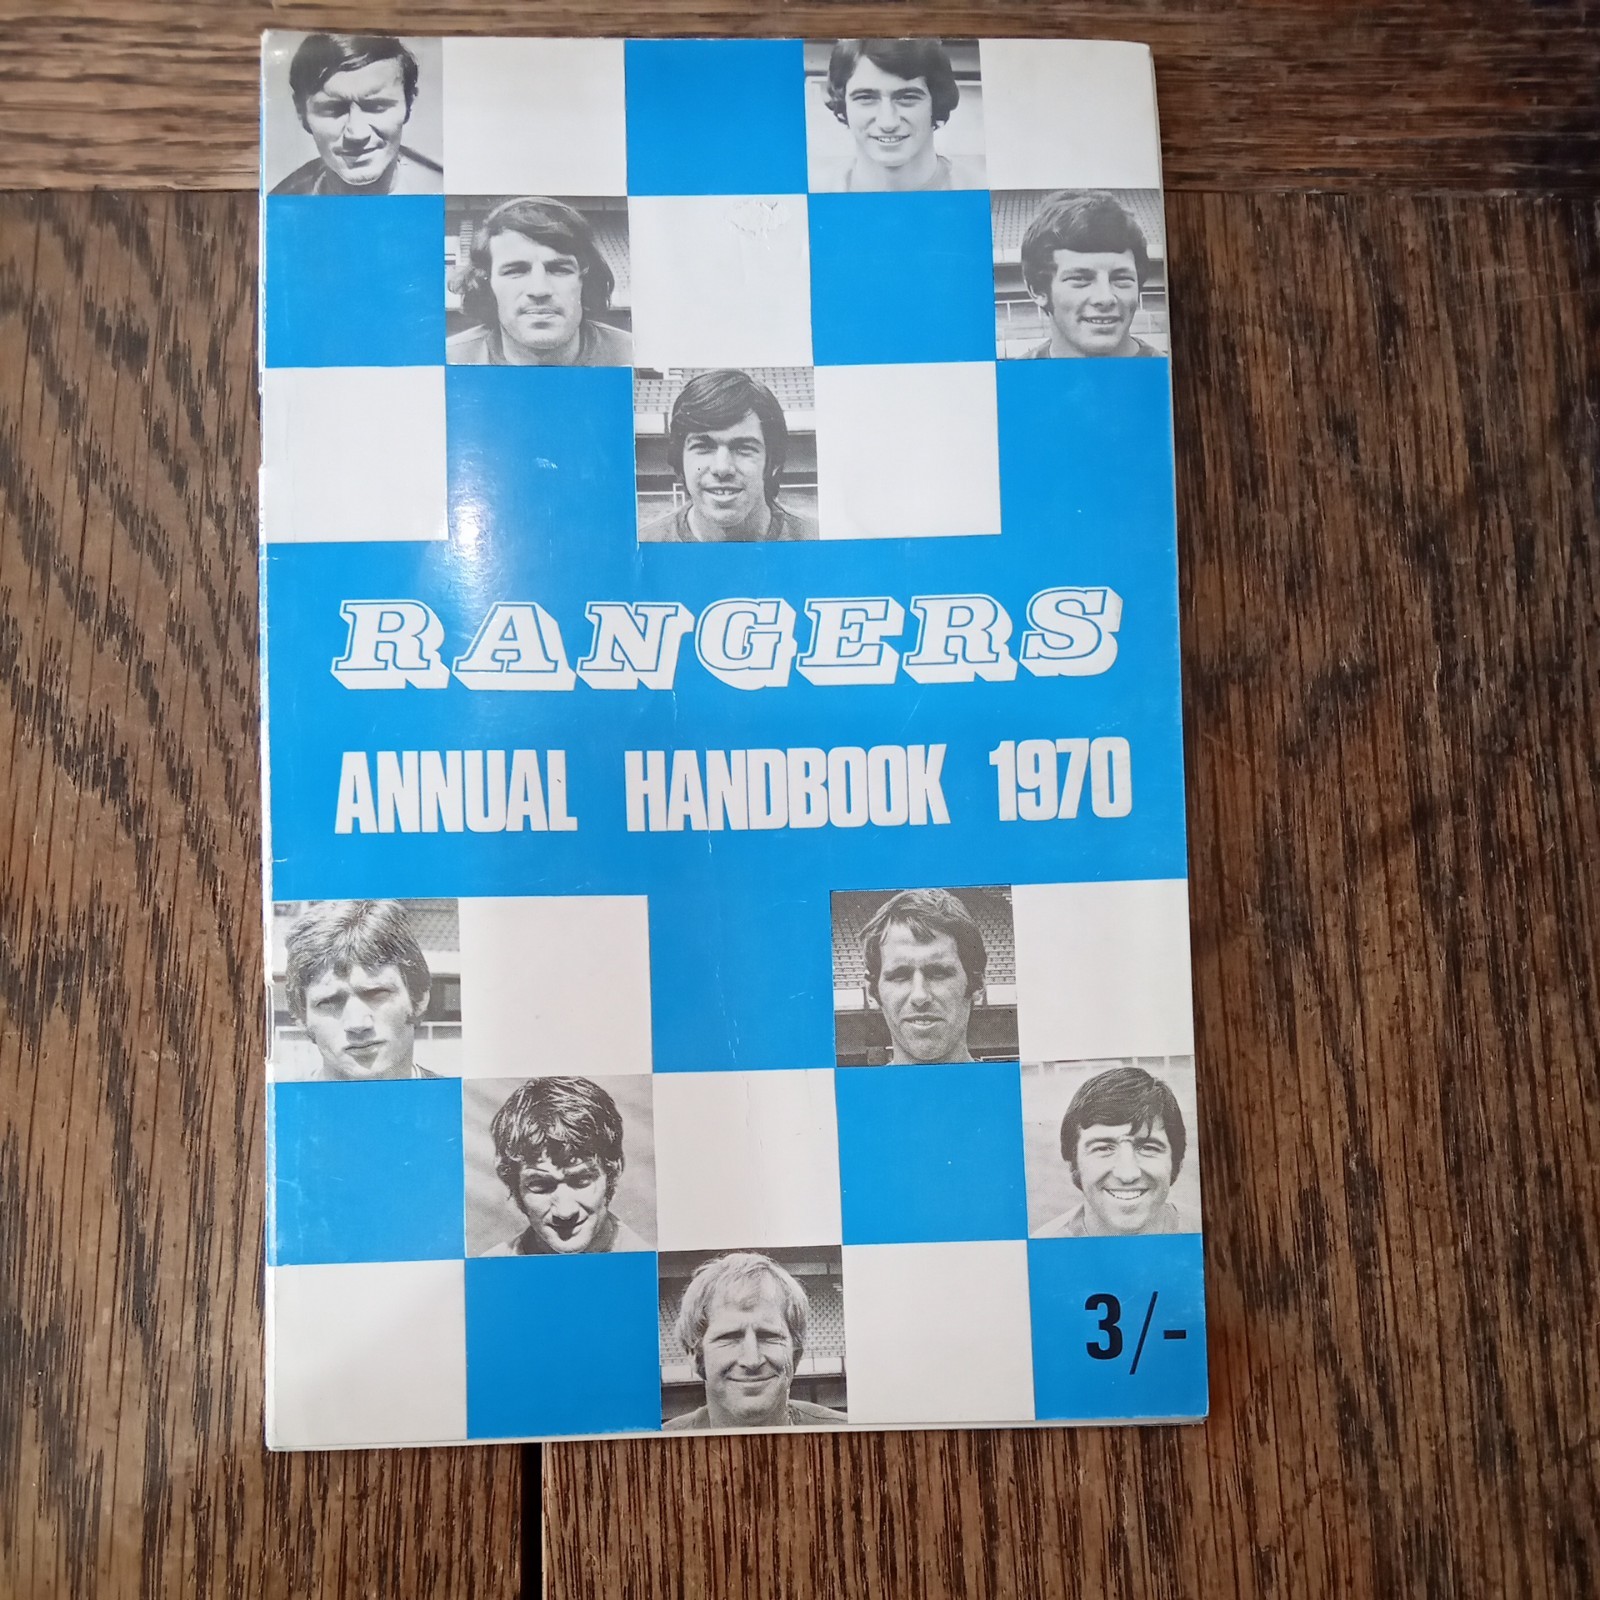 RANGERS
ANNUAL HANDBOOK 1970
3/-